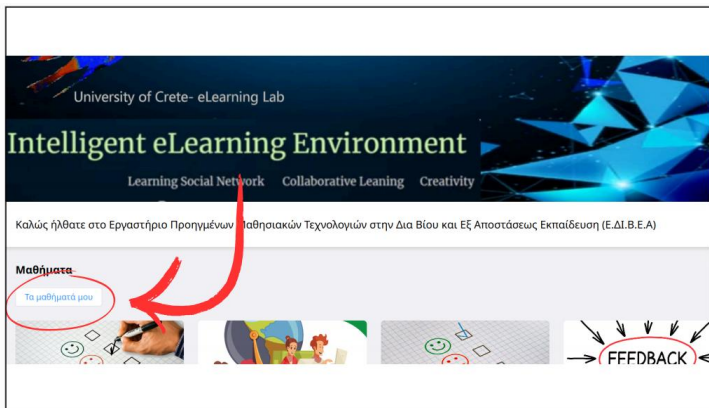 University of Crete- eLearning Lab
Intelligent eLearning Environment
Learning Social Network Collaborative Leaning Creativity
Καλώς ήλθατε στο Εργαστήριο Προηγμένων Μαθησιακών Τεχνολογιών στην Δια Βίου και Εξ Αποστάσεως Εκπαίδευση (Ε.ΔΙ.Β.Ε.Α)
Μαθήματα
Τα μαθήματά μου
FEEDBACK